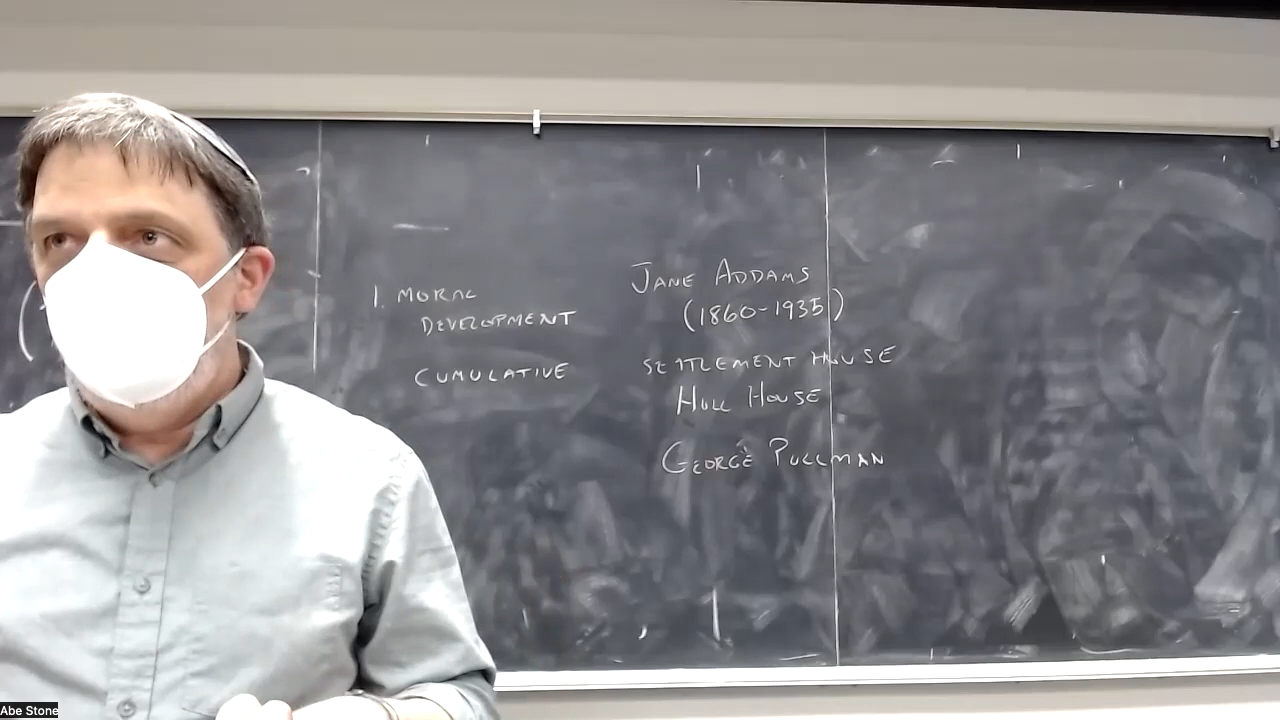 1. MORAL
DEVELOPMENT
CUMULATIVE
JANE ADDAMS
(1860-1935)
SETTLEMENT HOUSE
HULL HOUSE
GEORGE PULLMAN
Abe Stone